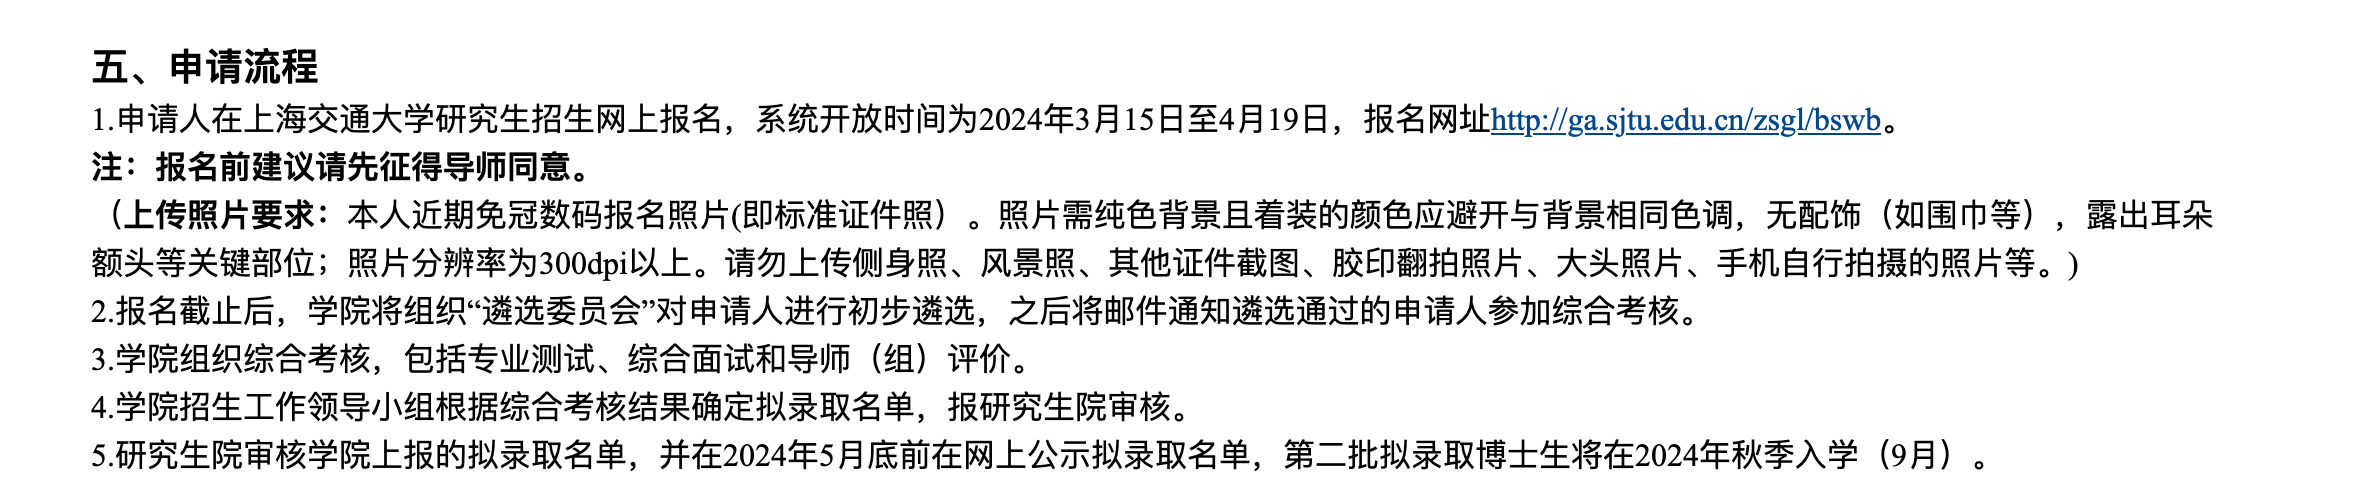 五、申请流程
1.申请人在上海交通大学研究生招生网上报名，系统开放时间为2024年3月15日至4月19日，报名网址http://ga.sjtu.edu.cn/zsgl/bswb。
注：报名前建议请先征得导师同意。
（上传照片要求：本人近期免冠数码报名照片(即标准证件照）。照片需纯色背景且着装的颜色应避开与背景相同色调，无配饰（如围巾等），露出耳朵
额头等关键部位；照片分辨率为300dpi以上。请勿上传侧身照、风景照、其他证件截图、胶印翻拍照片、大头照片、手机自行拍摄的照片等。)
2.报名截止后，学院将组织“遴选委员会”对申请人进行初步遴选，之后将邮件通知遴选通过的申请人参加综合考核。
3.学院组织综合考核，包括专业测试、综合面试和导师（组）评价。
4.学院招生工作领导小组根据综合考核结果确定拟录取名单，报研究生院审核。
5.研究生院审核学院上报的拟录取名单，并在2024年5月底前在网上公示拟录取名单，第二批拟录取博士生将在2024年秋季入学（9月）。